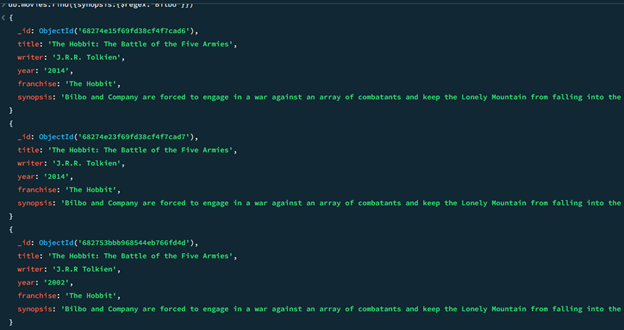 db.movies.find({synopsis:{$regex:"Bilbo"}})
{
_id: ObjectId('68274e15f69fd38cf4f7cad6'),
title: 'The Hobbit: The Battle of the Five Armies',
writer: 'J.R.R. Tolkien',
year: '2014',
franchise: 'The Hobbit',
synopsis: 'Bilbo and Company are forced to engage in a war against an array of combatants and keep the Lonely Mountain from falling into the
}
{
_id: ObjectId('68274e23f69fd38cf4f7cad7'),
title: 'The Hobbit: The Battle of the Five Armies',
writer: 'J.R.R. Tolkien',
year: '2014',
franchise: 'The Hobbit',
synopsis: 'Bilbo and Company are forced to engage in a war against an array of combatants and keep the Lonely Mountain from falling into the
}
{
_id: ObjectId('682753bbb968544eb766fd4d'),
title: 'The Hobbit: The Battle of the Five Armies',
writer: 'J.R.R Tolkien',
year: '2002',
franchise: 'The Hobbit',
synopsis: 'Bilbo and Company are forced to engage in a war against an array of combatants and keep the Lonely Mountain from falling into the
}